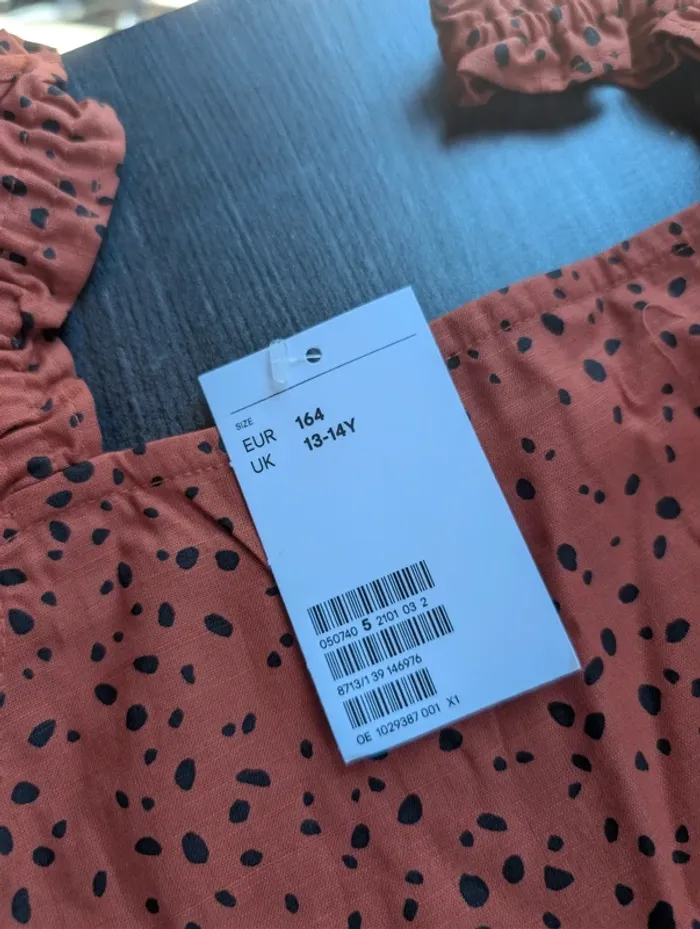 SIZE
EUR 164
UK 13-14Y
050740 5 2101 03 2
8713/1 39 146976
OE 1029387 001 X1